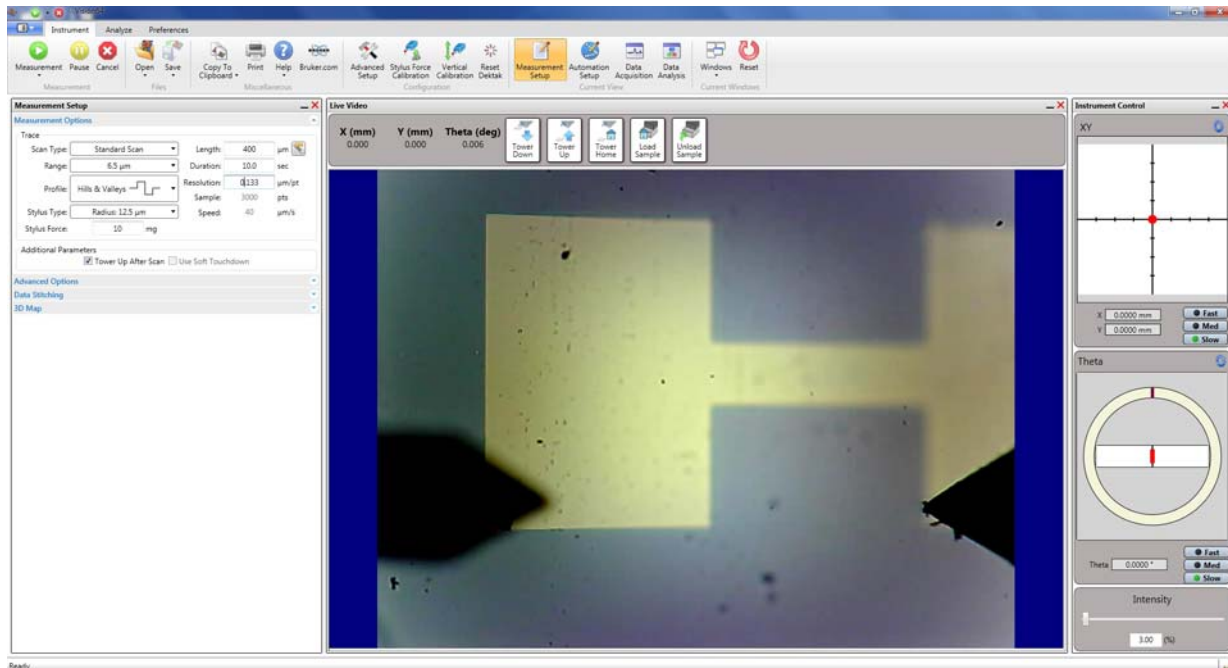 Vision64
Instrument Analyze Preferences
Measurement Pause Cancel Open Save Copy To Clipboard Print Help Bruker.com Advanced Setup Stylus Force Calibration Vertical Calibration Reset Dektak Measurement Setup Automation Setup Data Acquisition Data Analysis Windows Reset
Measurement Files Miscellaneous Configuration Current View Current Windows
Measurement Setup
Measurement Options
Trace
Scan Type: Standard Scan Length: 400 µm
Range: 6.5 µm Duration: 10.0 sec
Profile: Hills & Valleys Resolution: 0.133 µm/pt
Sample: 3000 pts
Stylus Type: Radius: 12.5 µm Speed: 40 µm/s
Stylus Force: 10 mg
Additional Parameters
Tower Up After Scan Use Soft Touchdown
Advanced Options
Data Stitching
3D Map
Live Video
X (mm) Y (mm) Theta (deg)
0.000 0.000 0.006
Tower Down Tower Up Tower Home Load Sample Unload Sample
Instrument Control
XY
X 0.0000 mm
Y 0.0000 mm
Fast
Med
Slow
Theta
Theta 0.0000 °
Fast
Med
Slow
Intensity
3.00 (%)
Ready